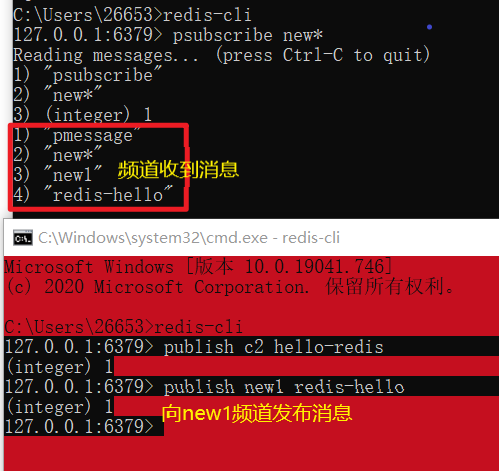 C:\Users\26653>redis-cli
127.0.0.1:6379> psubscribe new*
Reading messages... (press Ctrl-C to quit)
1) "psubscribe"
2) "new*"
3) (integer) 1
1) "pmessage"
2) "new*"
3) "new1"
频道收到消息
4) "redis-hello"
C:\Windows\system32\cmd.exe - redis-cli
Microsoft Windows [版本 10.0.19041.746]
(c) 2020 Microsoft Corporation. 保留所有权利。
C:\Users\26653>redis-cli
127.0.0.1:6379> publish c2 hello-redis
(integer) 1
127.0.0.1:6379> publish new1 redis-hello
(integer) 1
向new1频道发布消息
127.0.0.1:6379>